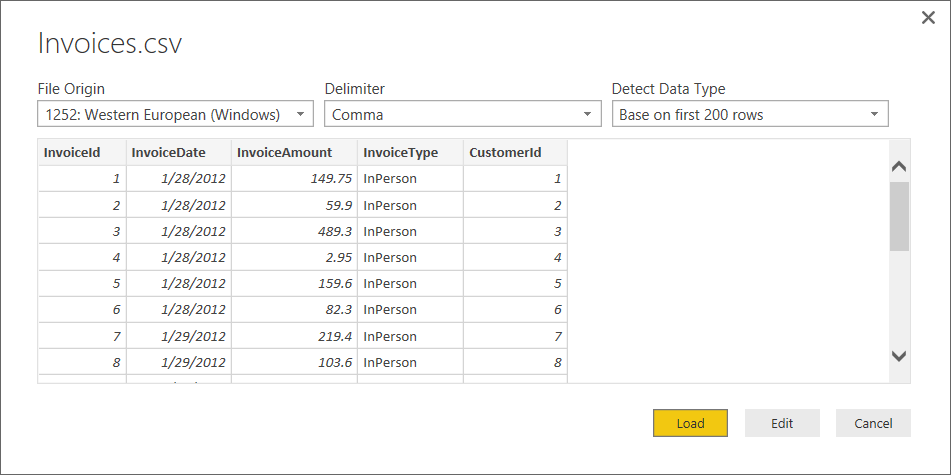 Invoices.csv
File Origin Delimiter Detect Data Type
1252: Western European (Windows) Comma Base on first 200 rows
InvoiceId InvoiceDate InvoiceAmount InvoiceType CustomerId
1 1/28/2012 149.75 InPerson 1
2 1/28/2012 59.9 InPerson 2
3 1/28/2012 489.3 InPerson 3
4 1/28/2012 2.95 InPerson 4
5 1/28/2012 159.6 InPerson 5
6 1/28/2012 82.3 InPerson 6
7 1/29/2012 219.4 InPerson 7
8 1/29/2012 103.6 InPerson 8
Load Edit Cancel